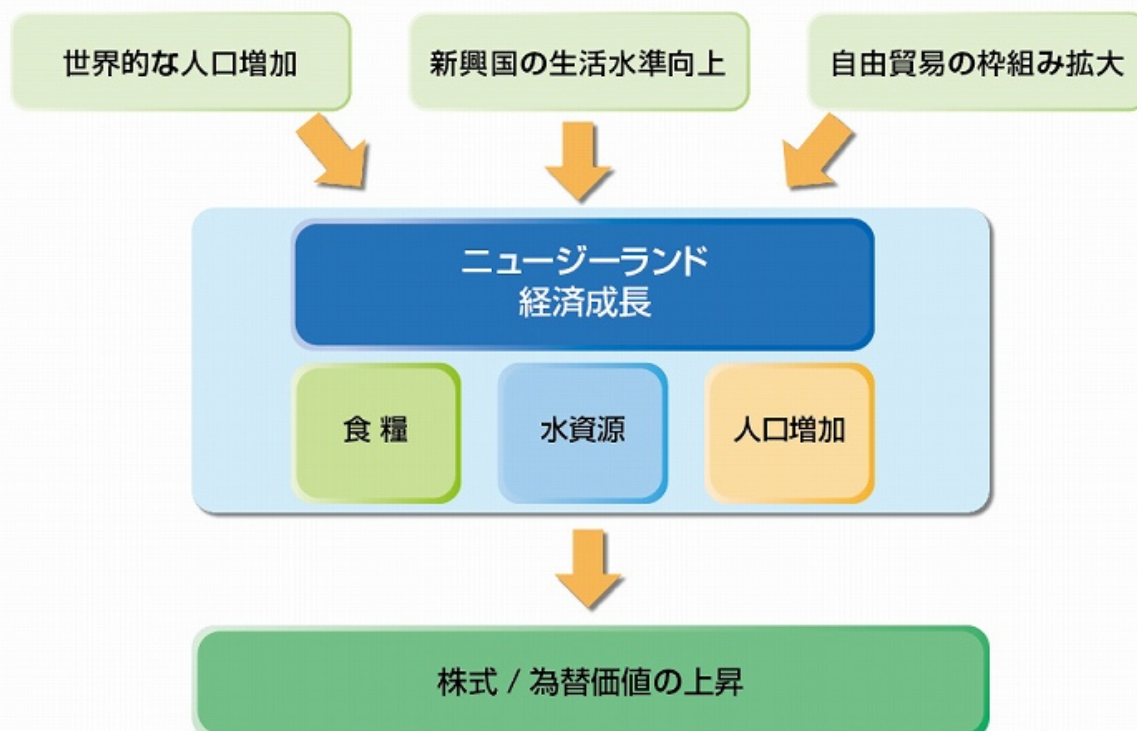 世界的な人口増加
新興国の生活水準向上
自由貿易の枠組み拡大
ニュージーランド
経済成長
食 糧
水資源
人口増加
株式 / 為替価値の上昇